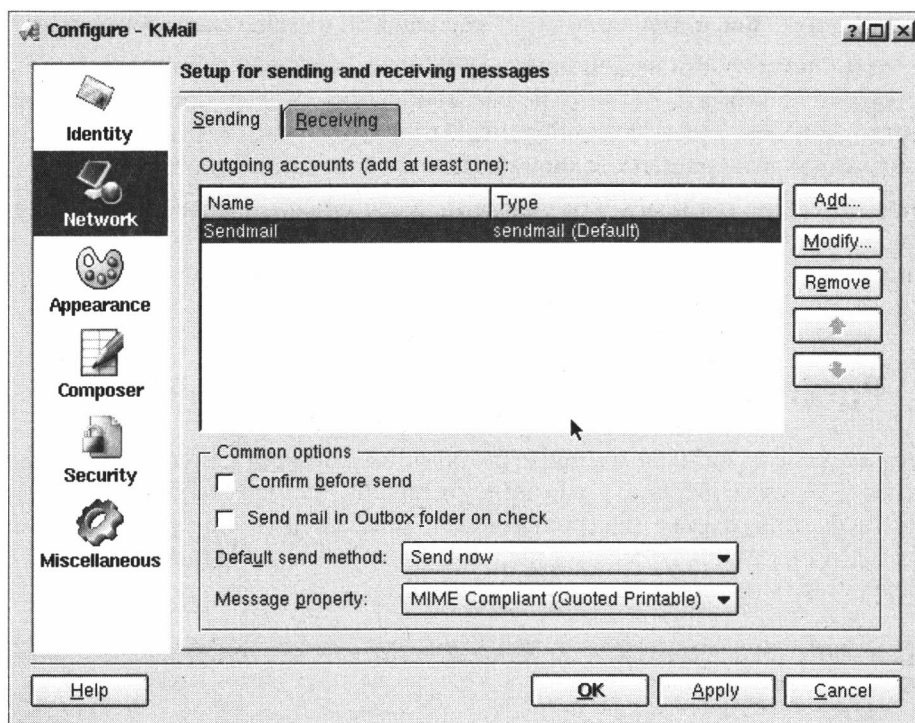 Configure - KMail
Setup for sending and receiving messages
Identity
Network
Appearance
Composer
Security
Miscellaneous
Sending
Receiving
Outgoing accounts (add at least one):
Name Type
Sendmail sendmail (Default)
Add...
Modify...
Remove
Common options
Confirm before send
Send mail in Outbox folder on check
Default send method: Send now
Message property: MIME Compliant (Quoted Printable)
Help OK Apply Cancel